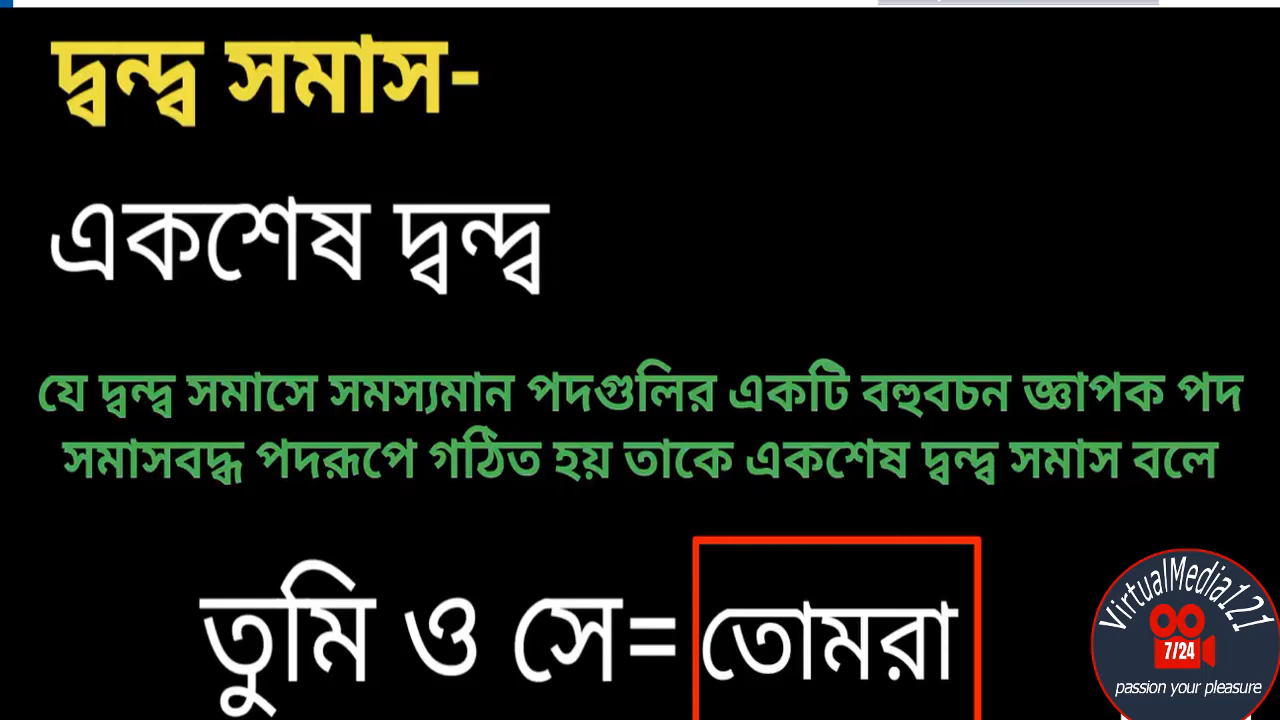 দ্বন্দ্ব সমাস-
একশেষ দ্বন্দ্ব
যে দ্বন্দ্ব সমাসে সমস্যমান পদগুলির একটি বহুবচন জ্ঞাপক পদ
সমাসবদ্ধ পদরূপে গঠিত হয় তাকে একশেষ দ্বন্দ্ব সমাস বলে
তুমি ও সে= তোমরা
VirtualMedia121
7/24
passion your pleasure